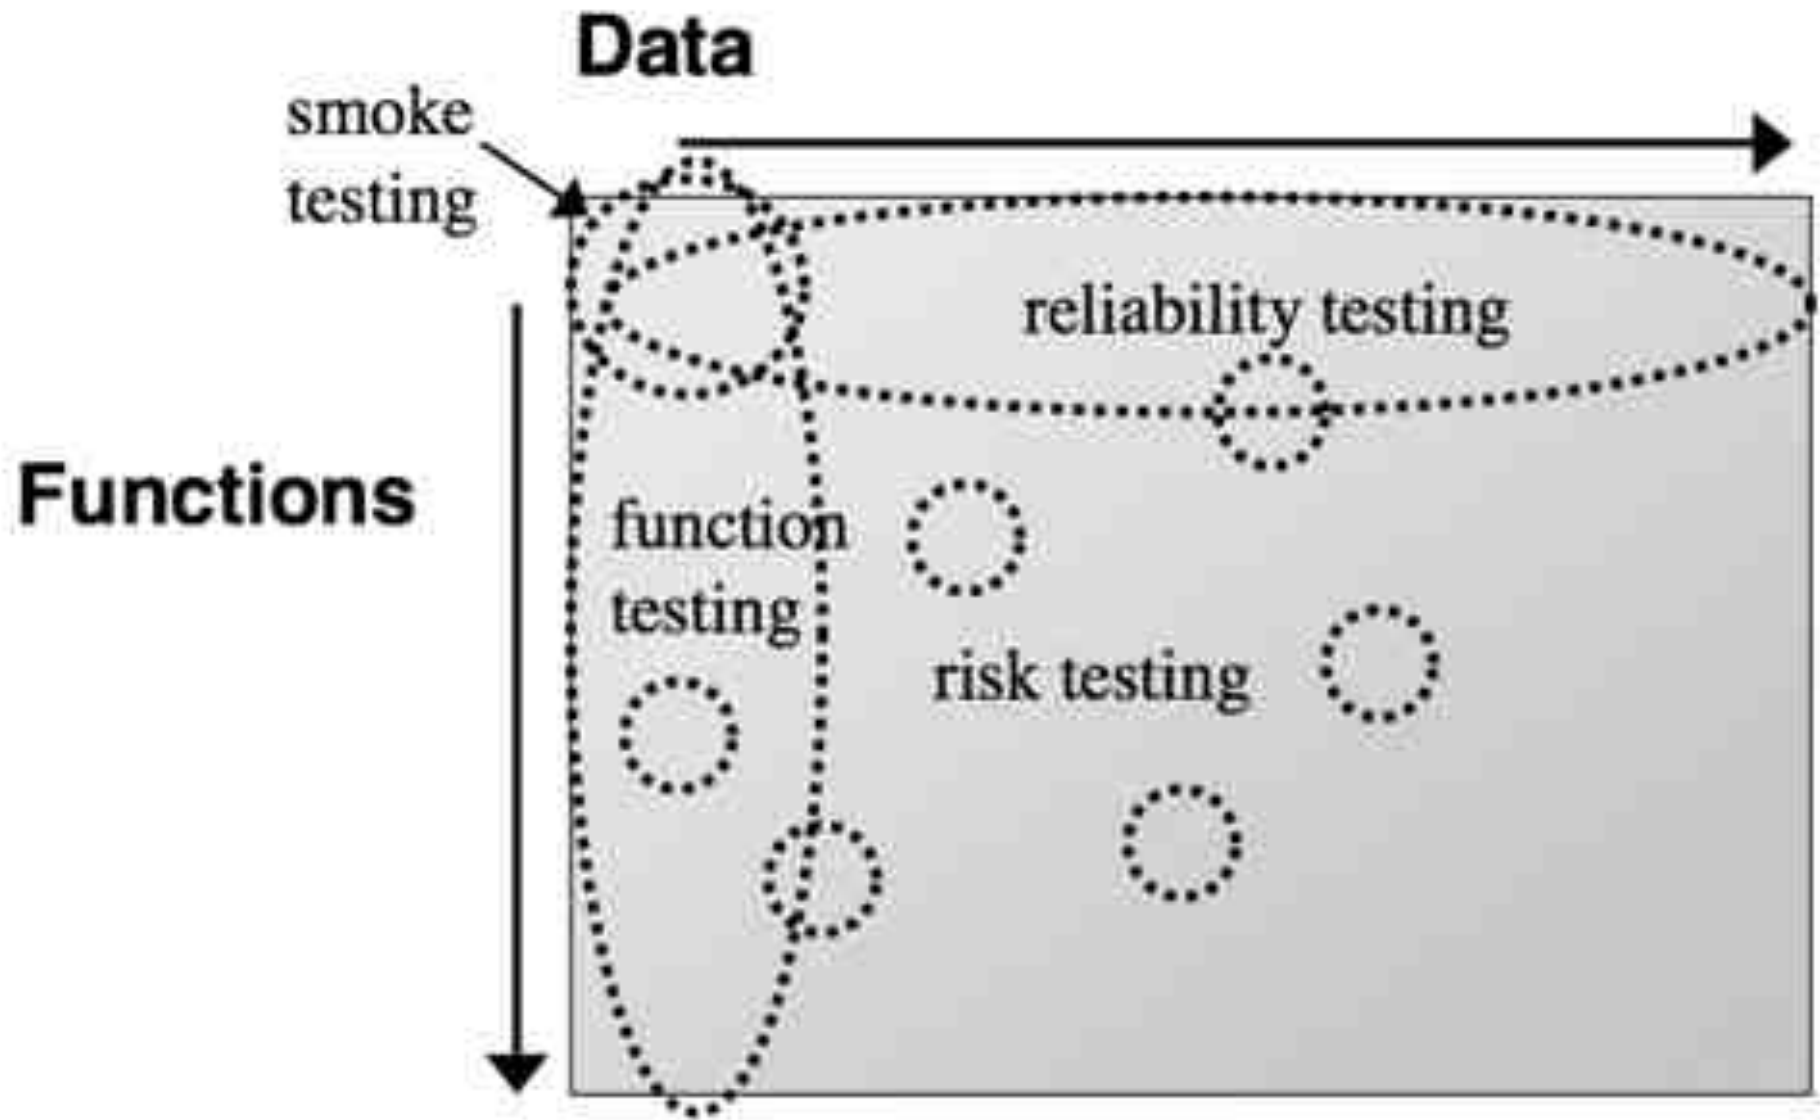 Data
smoke
testing
reliability testing
Functions
function
testing
risk testing